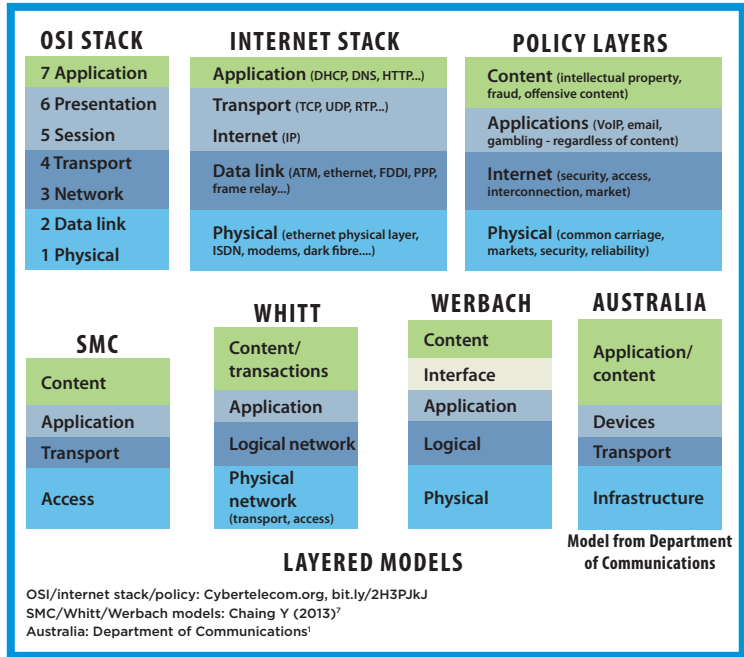 OSI STACK
7 Application
6 Presentation
5 Session
4 Transport
3 Network
2 Data link
1 Physical
INTERNET STACK
Application (DHCP, DNS, HTTP...)
Transport (TCP, UDP, RTP...)
Internet (IP)
Data link (ATM, ethernet, FDDI, PPP,
frame relay...)
Physical (ethernet physical layer,
ISDN, modems, dark fibre....)
POLICY LAYERS
Content (intellectual property,
fraud, offensive content)
Applications (VoIP, email,
gambling - regardless of content)
Internet (security, access,
interconnection, market)
Physical (common carriage,
markets, security, reliability)
SMC
Content
Application
Transport
Access
WHITT
Content/
transactions
Application
Logical network
Physical
network
(transport, access)
WERBACH
Content
Interface
Application
Logical
Physical
AUSTRALIA
Application/
content
Devices
Transport
Infrastructure
Model from Department
of Communications
LAYERED MODELS
OSI/internet stack/policy: Cybertelecom.org, bit.ly/2H3PJkJ
SMC/Whitt/Werbach models: Chaing Y (2013)⁷
Australia: Department of Communications¹